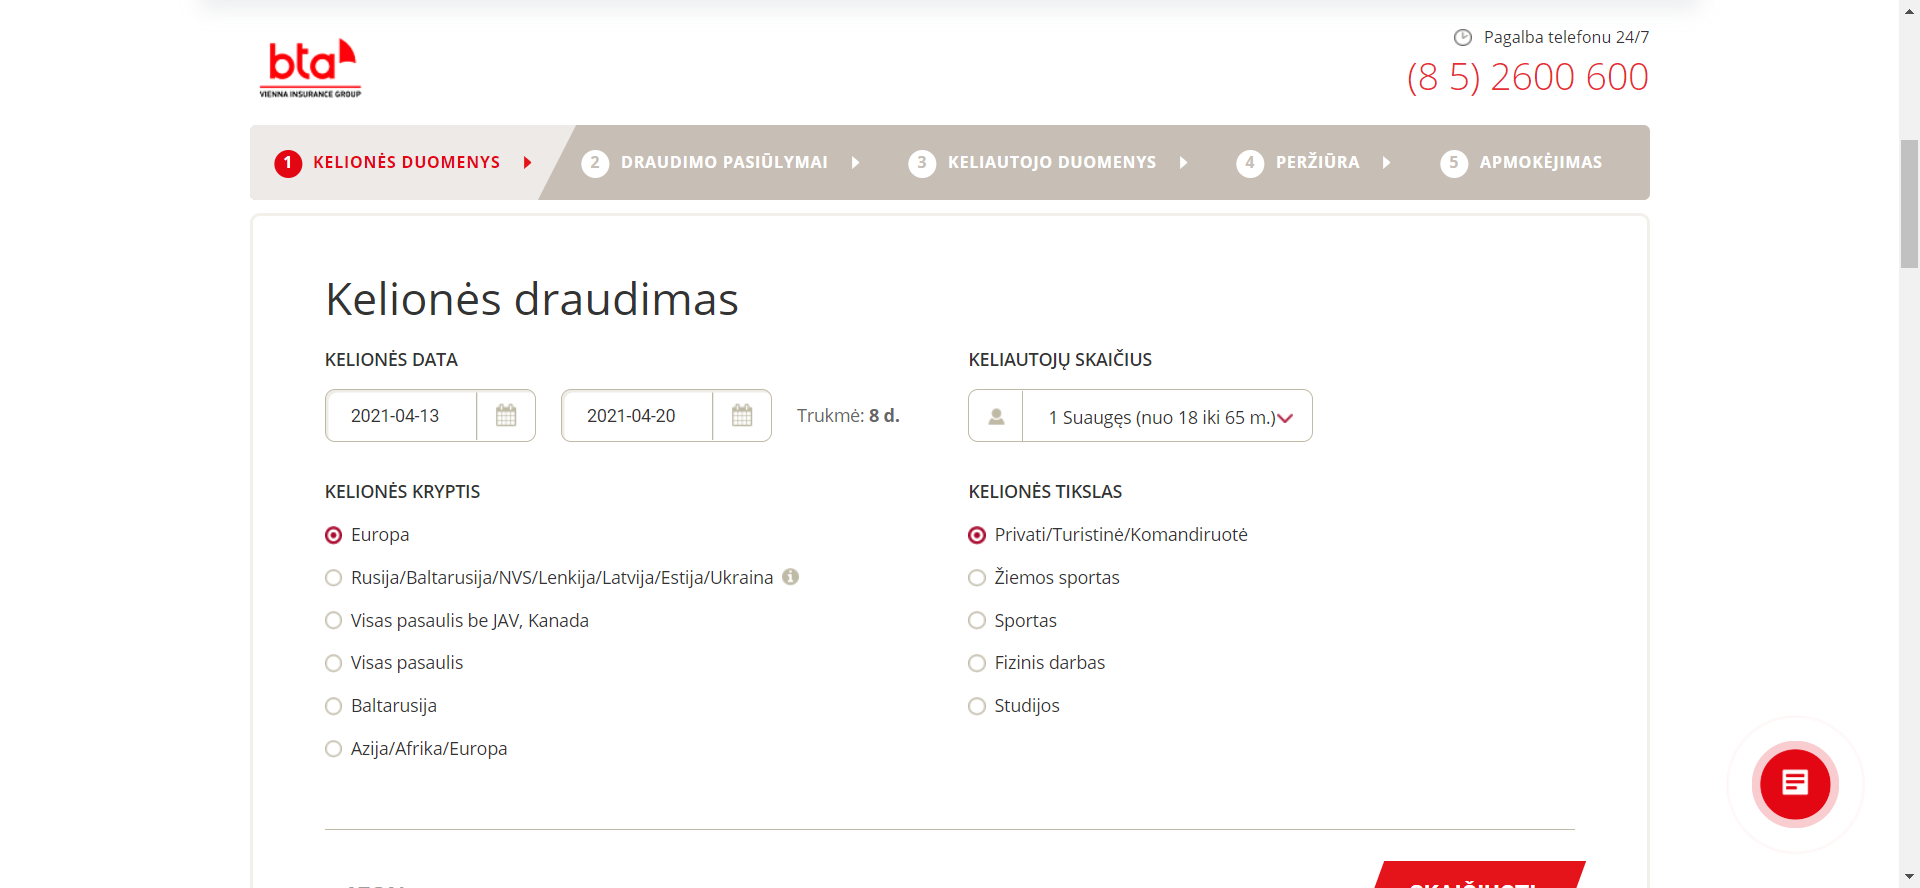 bta
VIENNA INSURANCE GROUP
Pagalba telefonu 24/7
(8 5) 2600 600
1 KELIONĖS DUOMENYS
2 DRAUDIMO PASIŪLYMAI
3 KELIAUTOJO DUOMENYS
4 PERŽIŪRA
5 APMOKĖJIMAS
Kelionės draudimas
KELIONĖS DATA
2021-04-13
2021-04-20
Trukmė: 8 d.
KELIAUTOJŲ SKAIČIUS
1 Suaugęs (nuo 18 iki 65 m.)
KELIONĖS KRYPTIS
Europa
Rusija/Baltarusija/NVS/Lenkija/Latvija/Estija/Ukraina
Visas pasaulis be JAV, Kanada
Visas pasaulis
Baltarusija
Azija/Afrika/Europa
KELIONĖS TIKSLAS
Privati/Turistinė/Komandiruotė
Žiemos sportas
Sportas
Fizinis darbas
Studijos